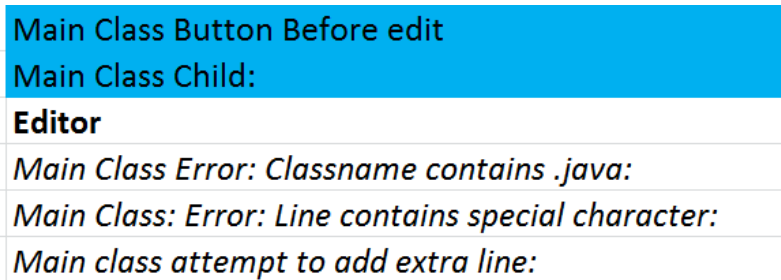 Main Class Button Before edit
Main Class Child:
Editor
Main Class Error: Classname contains .java:
Main Class: Error: Line contains special character:
Main class attempt to add extra line: